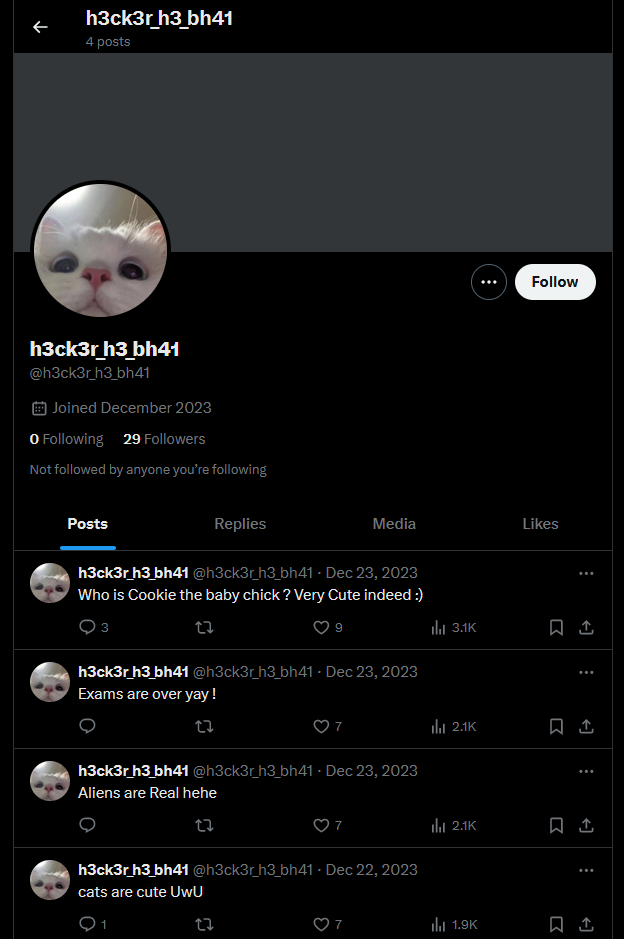 h3ck3r_h3_bh41
4 posts
Follow
h3ck3r_h3_bh41
@h3ck3r_h3_bh41
Joined December 2023
0 Following 29 Followers
Not followed by anyone you're following
Posts Replies Media Likes
h3ck3r_h3_bh41 @h3ck3r_h3_bh41 · Dec 23, 2023
Who is Cookie the baby chick ? Very Cute indeed :)
3 9 3.1K
h3ck3r_h3_bh41 @h3ck3r_h3_bh41 · Dec 23, 2023
Exams are over yay !
7 2.1K
h3ck3r_h3_bh41 @h3ck3r_h3_bh41 · Dec 23, 2023
Aliens are Real hehe
7 2.1K
h3ck3r_h3_bh41 @h3ck3r_h3_bh41 · Dec 22, 2023
cats are cute UwU
1 7 1.9K